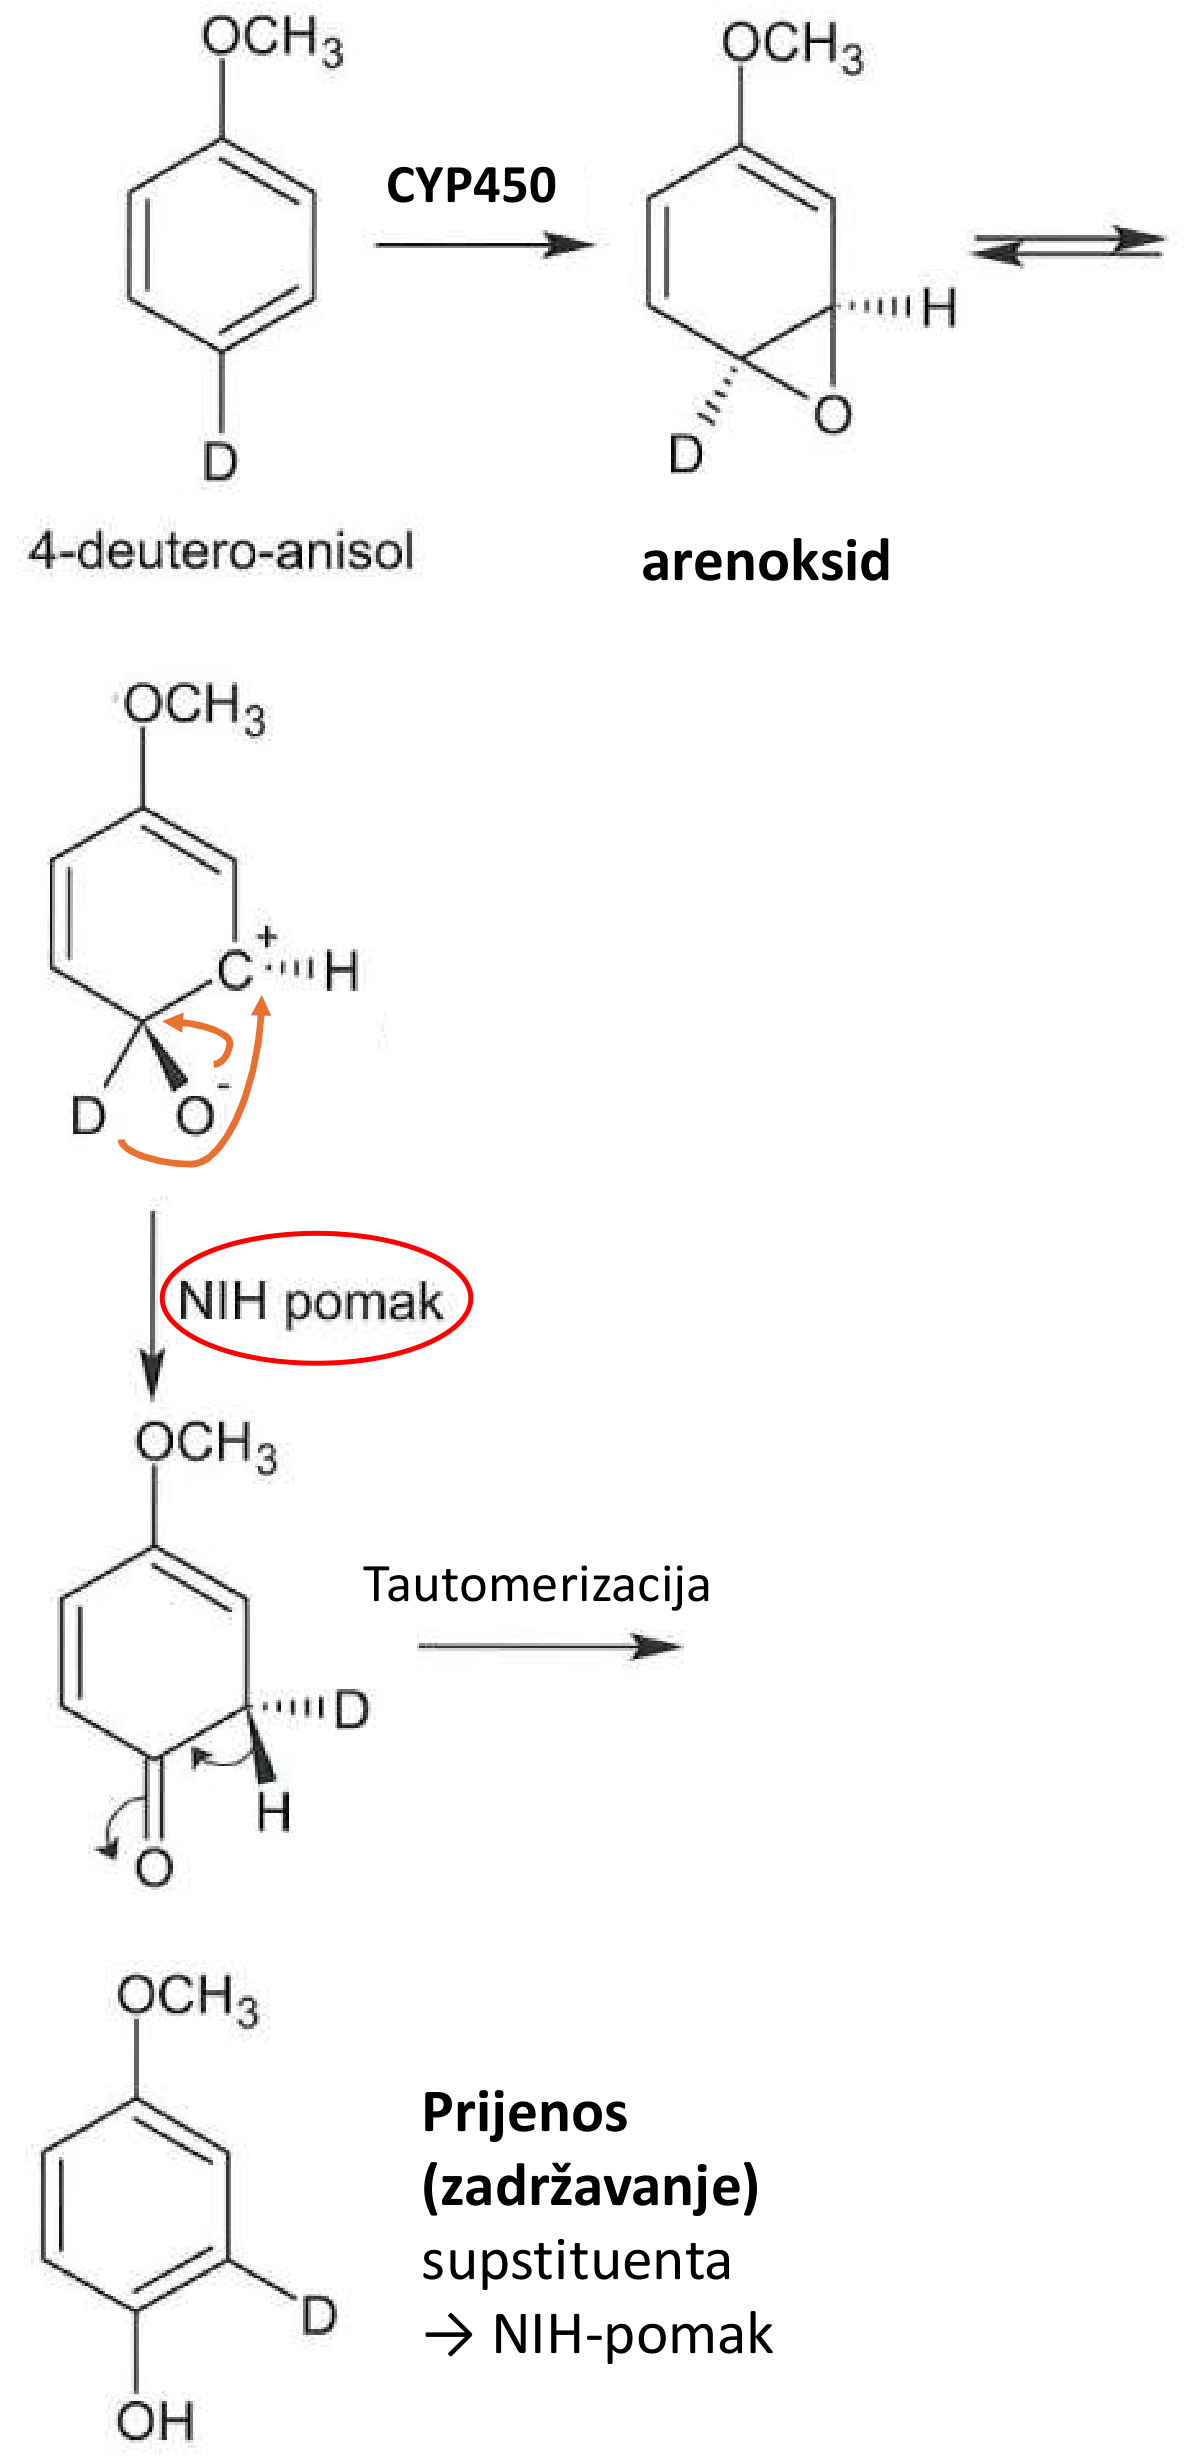 OCH3
OCH3
CYP450
H
D
O
D
4-deutero-anisol
arenoksid
OCH3
+
C
H
D
O
-
NIH pomak
OCH3
Tautomerizacija
D
H
O
OCH3
Prijenos
(zadržavanje)
supstituenta
→ NIH-pomak
D
OH